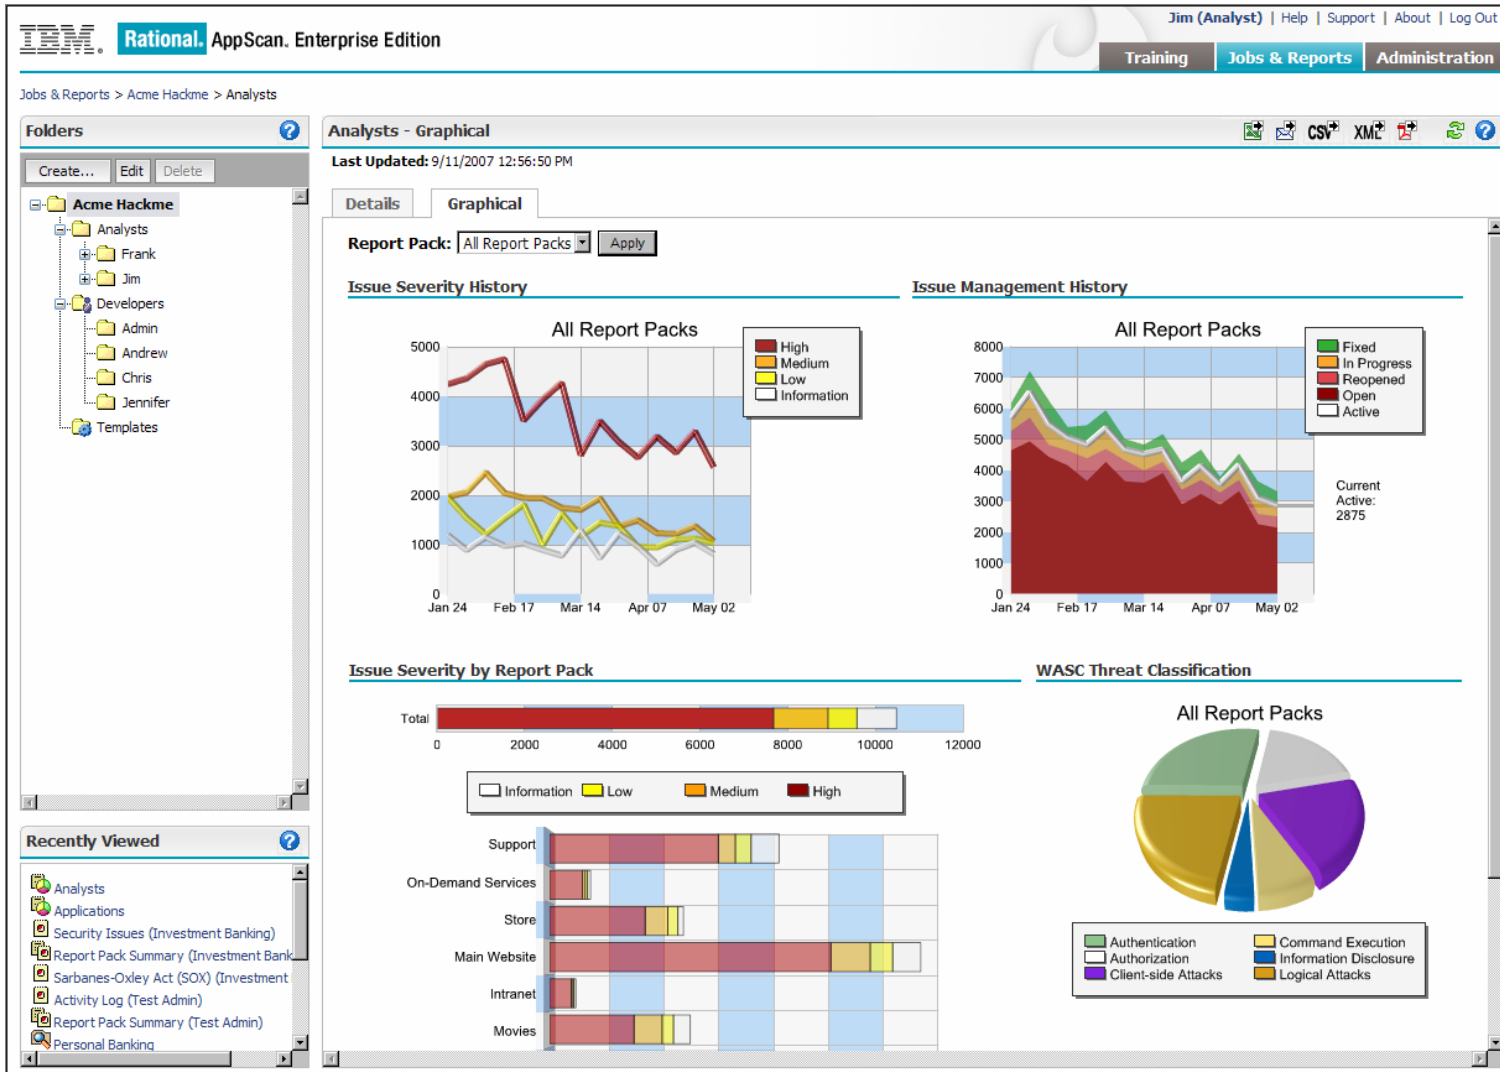 Jim (Analyst) | Help | Support | About | Log Out
IBM. Rational. AppScan. Enterprise Edition
Training Jobs & Reports Administration
Jobs & Reports > Acme Hackme > Analysts
Folders
Create... Edit Delete
Acme Hackme
Analysts
Frank
Jim
Developers
Admin
Andrew
Chris
Jennifer
Templates
Recently Viewed
Analysts
Applications
Security Issues (Investment Banking)
Report Pack Summary (Investment Bank
Sarbanes-Oxley Act (SOX) (Investment
Activity Log (Test Admin)
Report Pack Summary (Test Admin)
Personal Banking
Analysts - Graphical
CSV XML
Last Updated: 9/11/2007 12:56:50 PM
Details Graphical
Report Pack: All Report Packs Apply
Issue Severity History
All Report Packs
High
Medium
Low
Information
5000
4000
3000
2000
1000
0
Jan 24 Feb 17 Mar 14 Apr 07 May 02
Issue Management History
All Report Packs
Fixed
In Progress
Reopened
Open
Active
8000
7000
6000
5000
4000
3000
2000
1000
0
Jan 24 Feb 17 Mar 14 Apr 07 May 02
Current
Active:
2875
Issue Severity by Report Pack
Total
0 2000 4000 6000 8000 10000 12000
Information Low Medium High
Support
On-Demand Services
Store
Main Website
Intranet
Movies
WASC Threat Classification
All Report Packs
Authentication Command Execution
Authorization Information Disclosure
Client-side Attacks Logical Attacks